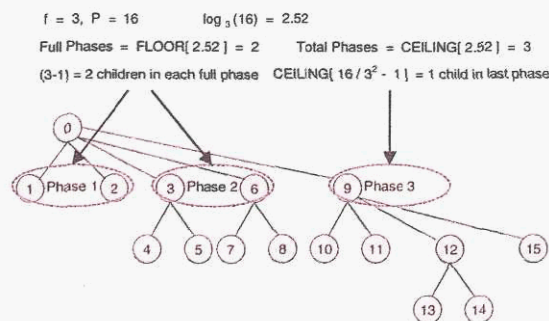 f = 3, P = 16 log₃(16) = 2.52
Full Phases = FLOOR[ 2.52 ] = 2 Total Phases = CEILING[ 2.52 ] = 3
(3-1) = 2 children in each full phase CEILING[ 16 / 3² - 1 ] = 1 child in last phase
0
1 Phase 1 2 3 Phase 2 6 9 Phase 3
4 5 7 8 10 11 12 15
13 14